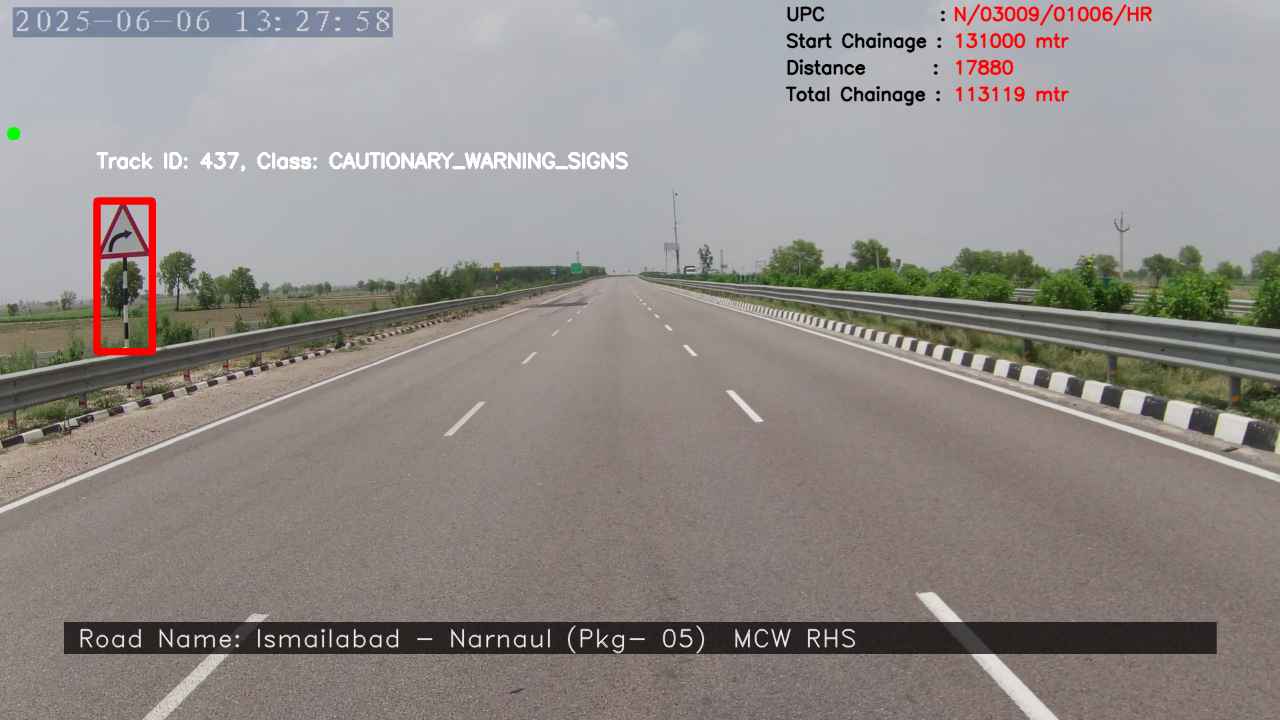 2025-06-06 13:27:58
UPC : N/03009/01006/HR
Start Chainage : 131000 mtr
Distance : 17880
Total Chainage : 113119 mtr
Track ID: 437, Class: CAUTIONARY_WARNING_SIGNS
Road Name: Ismailabad - Narnaul (Pkg- 05) MCW RHS